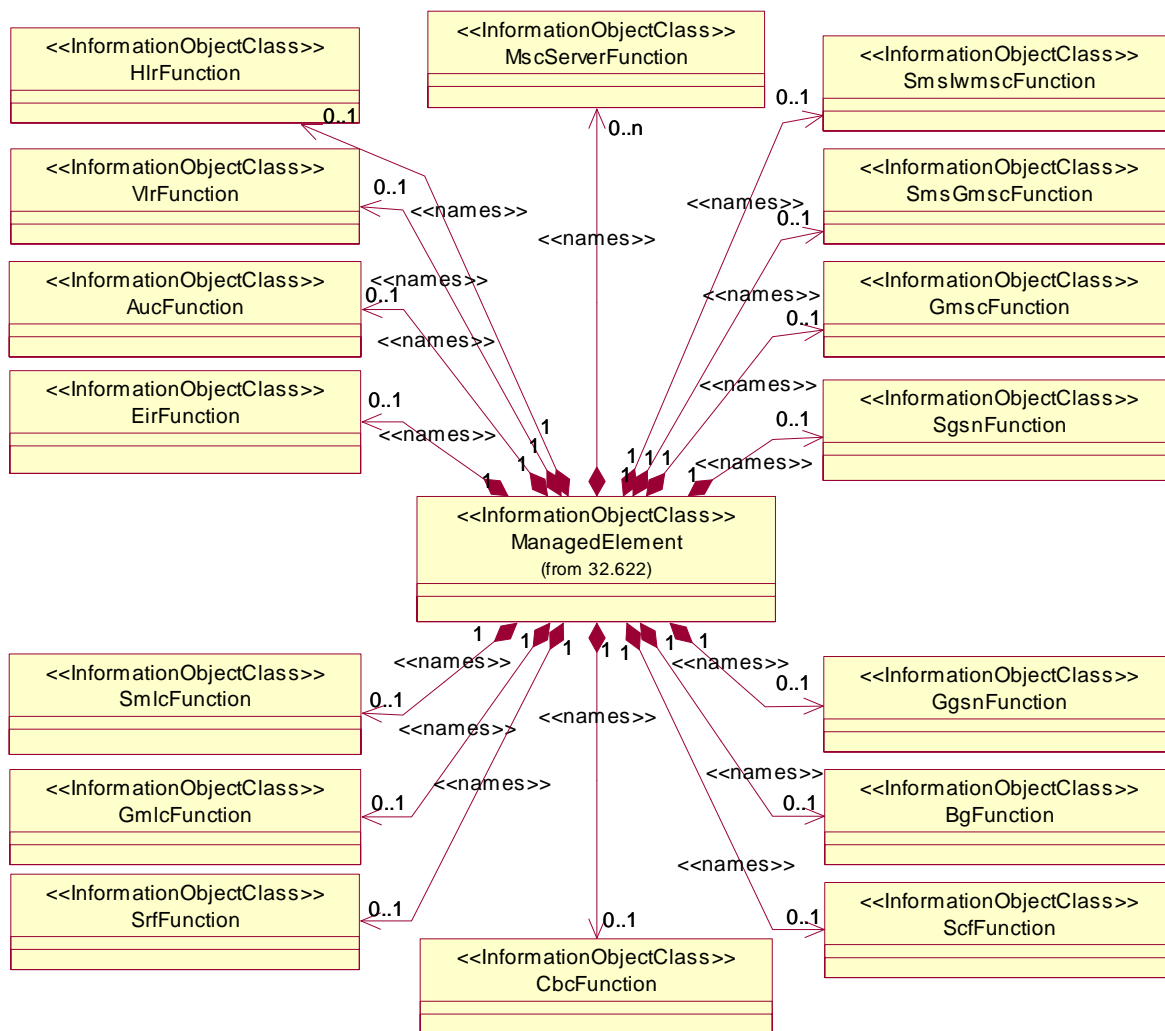 <<InformationObjectClass>>
HlrFunction
0..1
<<InformationObjectClass>>
MscServerFunction
0..n
<<InformationObjectClass>>
SmsIwmscFunction
0..1
<<InformationObjectClass>>
VlrFunction
0..1
<<names>>
<<names>>
<<names>>
0..1
<<InformationObjectClass>>
SmsGmscFunction
<<InformationObjectClass>>
AucFunction
<<names>>
0..1
<<names>>
<<names>>
0..1
<<InformationObjectClass>>
GmscFunction
<<InformationObjectClass>>
EirFunction
0..1
<<names>>
<<names>>
0..1
<<names>>
<<InformationObjectClass>>
SgsnFunction
1
1
1
1
1
1
1
1
1
1
<<InformationObjectClass>>
ManagedElement
(from 32.622)
1
1
1
1
1
1
1
<<InformationObjectClass>>
SmlcFunction
<<names>>
0..1
<<names>>
0..1
<<InformationObjectClass>>
GgsnFunction
<<names>>
<<names>>
<<InformationObjectClass>>
GmlcFunction
0..1
<<names>>
<<names>>
0..1
<<InformationObjectClass>>
BgFunction
<<InformationObjectClass>>
SrfFunction
0..1
<<names>>
0..1
<<InformationObjectClass>>
ScfFunction
0..1
<<InformationObjectClass>>
CbcFunction